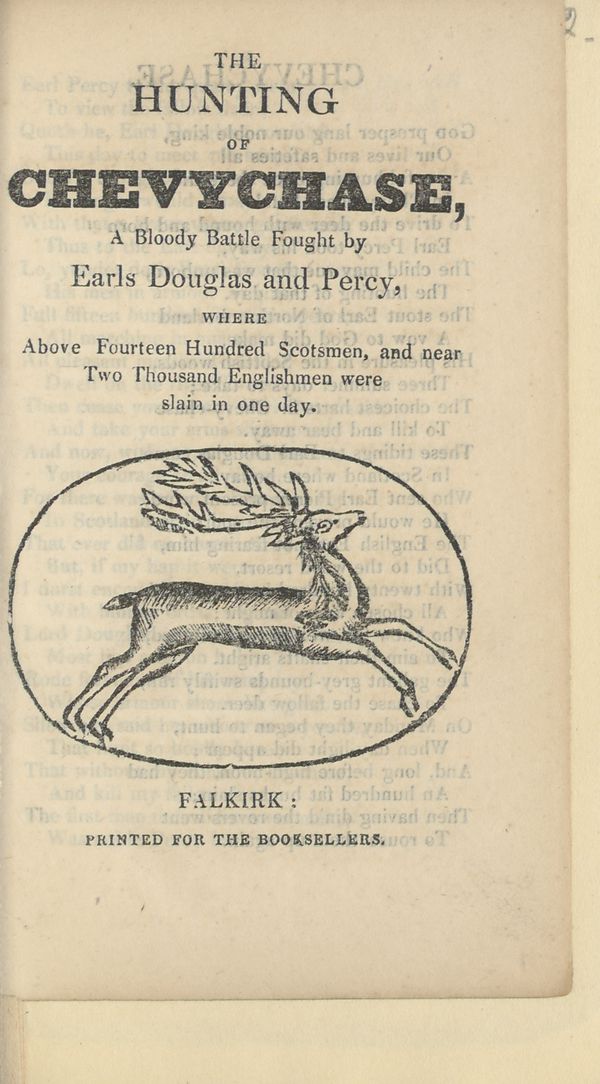 THE
HUNTING
OF
CHEVYCHASE,
A Bloody Battle Fought by
Earls Douglas and Percy,
WHERE
Above Fourteen Hundred Scotsmen, and near
Two Thousand Englishmen were
slain in one day.
FALKIRK :
PRINTED FOR THE BOOKSELLERS.